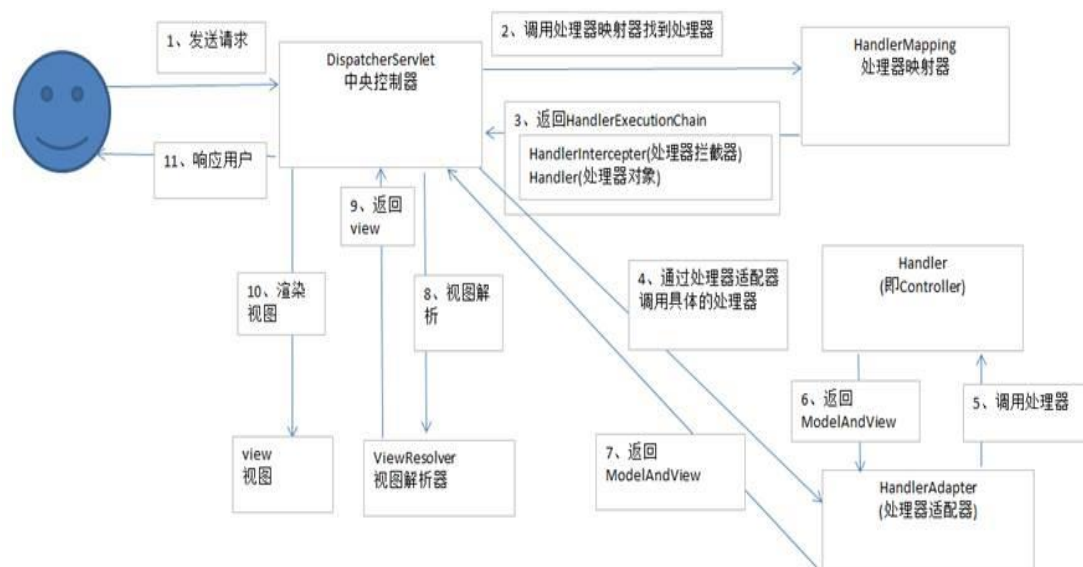 1、发送请求
DispatcherServlet
中央控制器
2、调用处理器映射器找到处理器
HandlerMapping
处理器映射器
3、返回HandlerExecutionChain
HandlerIntercepter(处理器拦截器)
Handler(处理器对象)
11、响应用户
9、返回
view
10、渲染
视图
8、视图解
析
4、通过处理器适配器
调用具体的处理器
Handler
(即Controller)
6、返回
ModelAndView
5、调用处理器
7、返回
ModelAndView
view
视图
ViewResolver
视图解析器
HandlerAdapter
(处理器适配器)